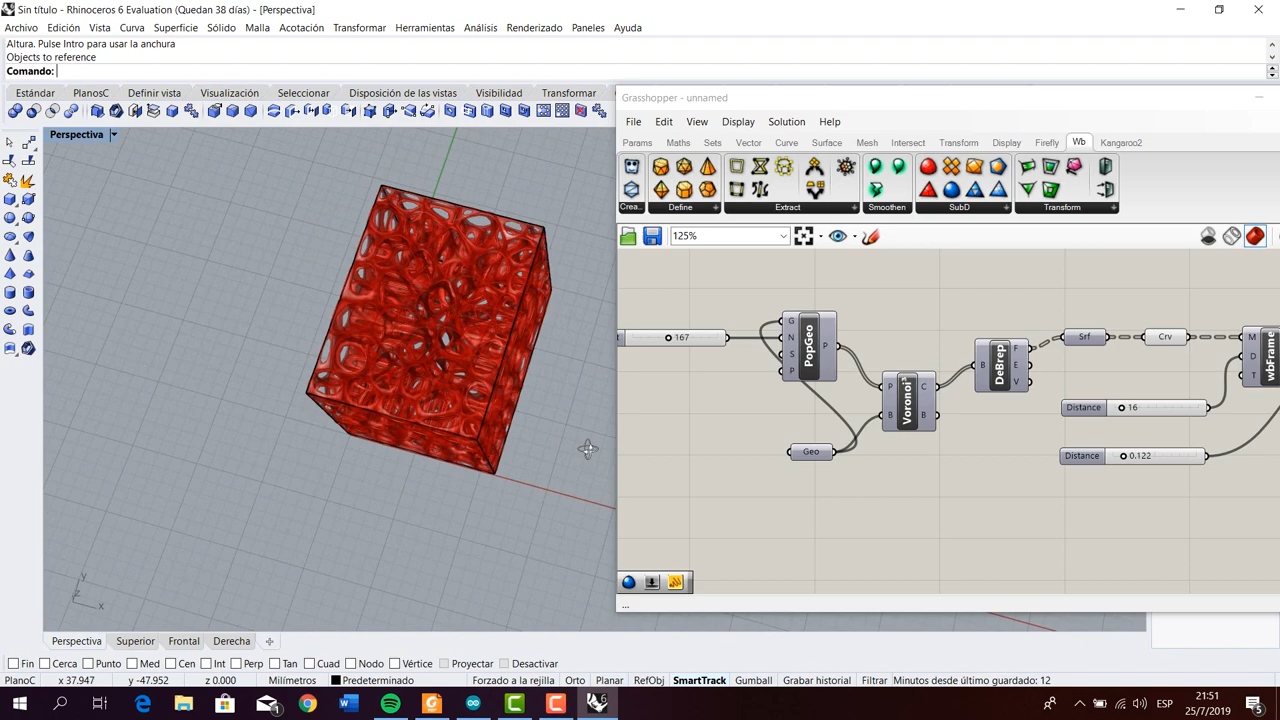 Sin título - Rhinoceros 6 Evaluation (Quedan 38 días) - [Perspectiva]
Archivo Edición Vista Curva Superficie Sólido Malla Acotación Transformar Herramientas Análisis Renderizado Paneles Ayuda
Altura. Pulse Intro para usar la anchura
Objects to reference
Comando:
Estándar PlanosC Definir vista Visualización Seleccionar Disposición de las vistas Visibilidad Transformar
Perspectiva
Grasshopper - unnamed
File Edit View Display Solution Help
Params Maths Sets Vector Curve Surface Mesh Intersect Transform Display Firefly Wb Kangaroo2
Crea... Define Extract Smoothen SubD Transform
125%
167
G
N
S
P
PopGeo
P
Geo
P
B
Voronoi³
C
B
B
DeBrep
F
E
V
Srf
Crv
M
D
T
wbFrame
Distance 16
Distance 0.122
...
y
z
x
Perspectiva Superior Frontal Derecha
Fin Cerca Punto Med Cen Int Perp Tan Cuad Nodo Vértice Proyectar Desactivar
PlanoC x 37.947 y -47.952 z 0.000 Milímetros Predeterminado Forzado a la rejilla Orto Planar RefObj SmartTrack Gumball Grabar historial Filtrar Minutos desde último guardado: 12
ESP
21:51
25/7/2019